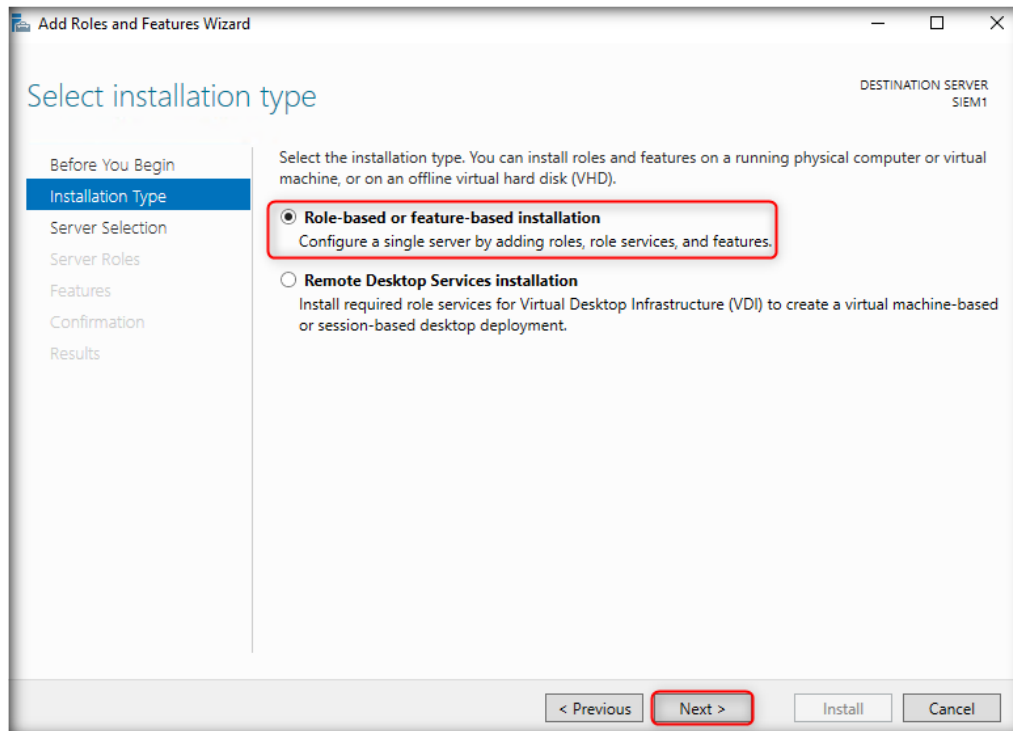 Add Roles and Features Wizard
Select installation type
DESTINATION SERVER
SIEM1
Before You Begin
Installation Type
Server Selection
Server Roles
Features
Confirmation
Results
Select the installation type. You can install roles and features on a running physical computer or virtual
machine, or on an offline virtual hard disk (VHD).
Role-based or feature-based installation
Configure a single server by adding roles, role services, and features.
Remote Desktop Services installation
Install required role services for Virtual Desktop Infrastructure (VDI) to create a virtual machine-based
or session-based desktop deployment.
< Previous Next > Install Cancel